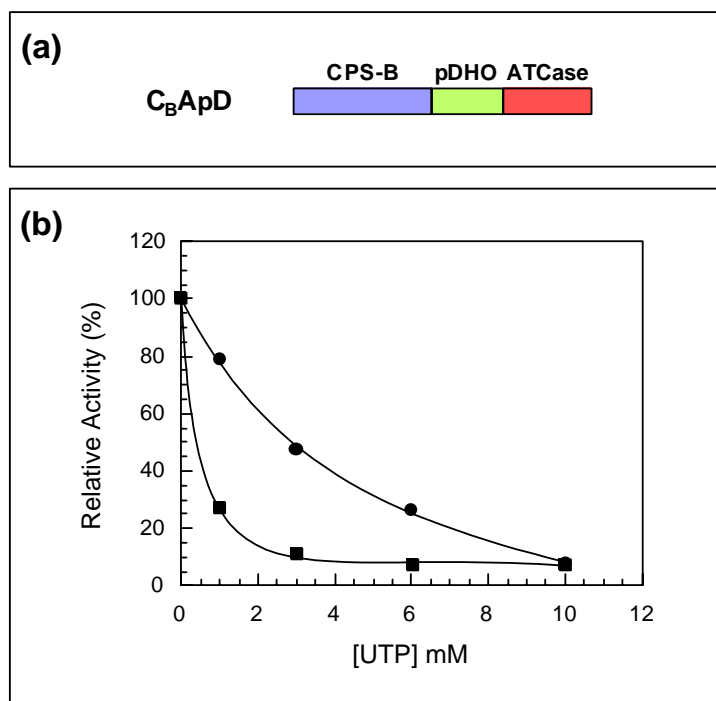 (a)
CPS-B pDHO ATCase
CBApD
(b)
120
100
80
60
40
20
0
Relative Activity (%)
0 2 4 6 8 10 12
[UTP] mM